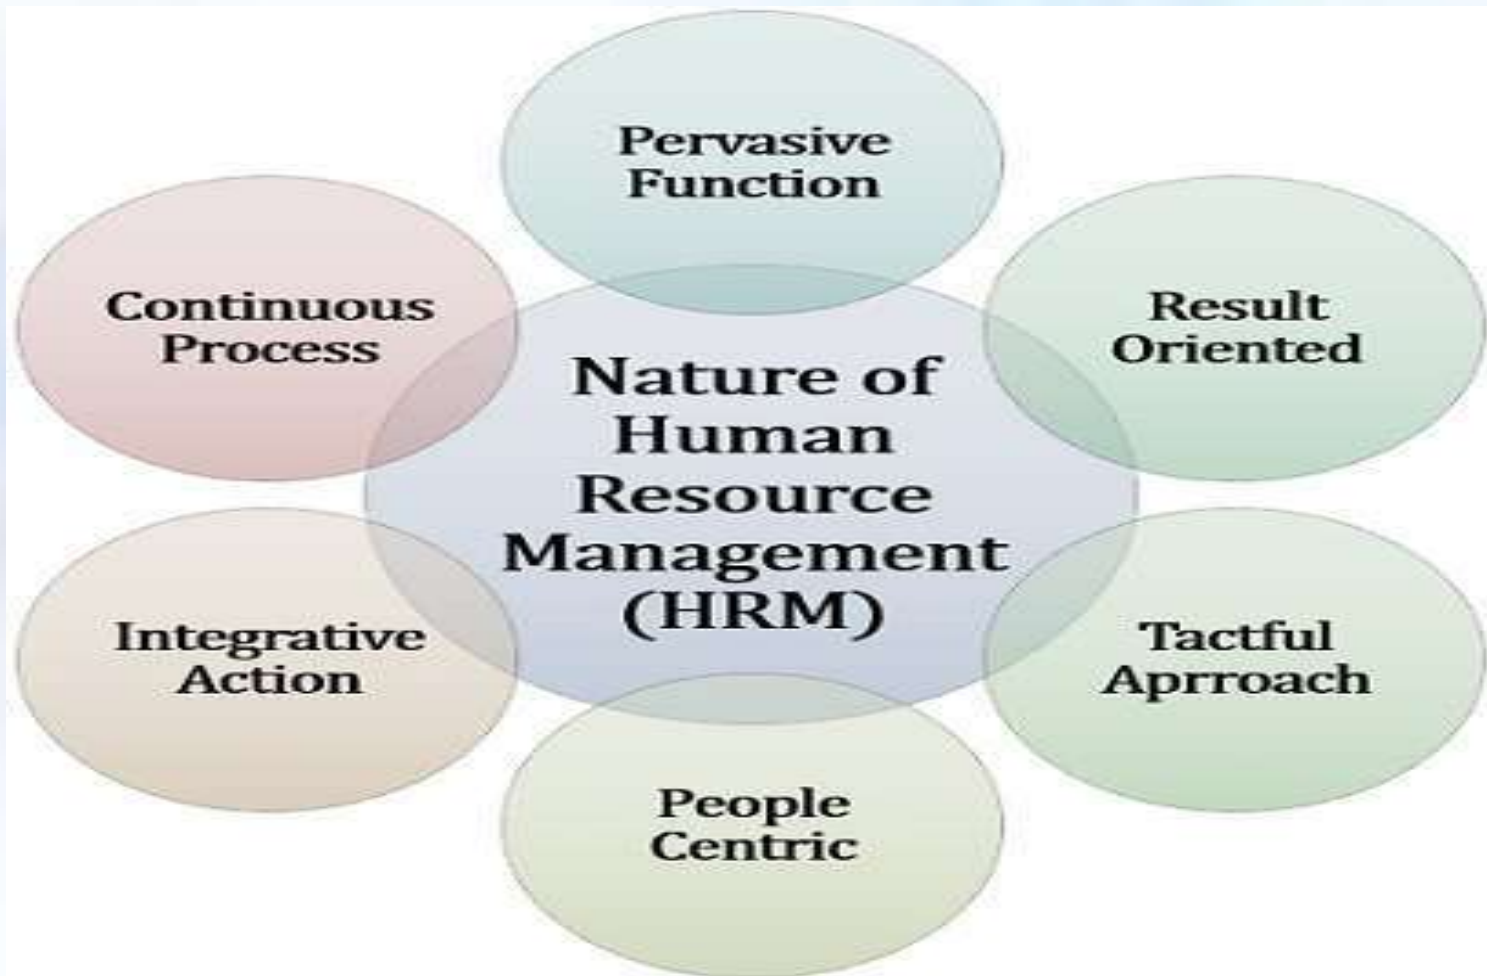 Pervasive
Function
Result
Oriented
Tactful
Aprroach
People
Centric
Integrative
Action
Continuous
Process
Nature of
Human
Resource
Management
(HRM)